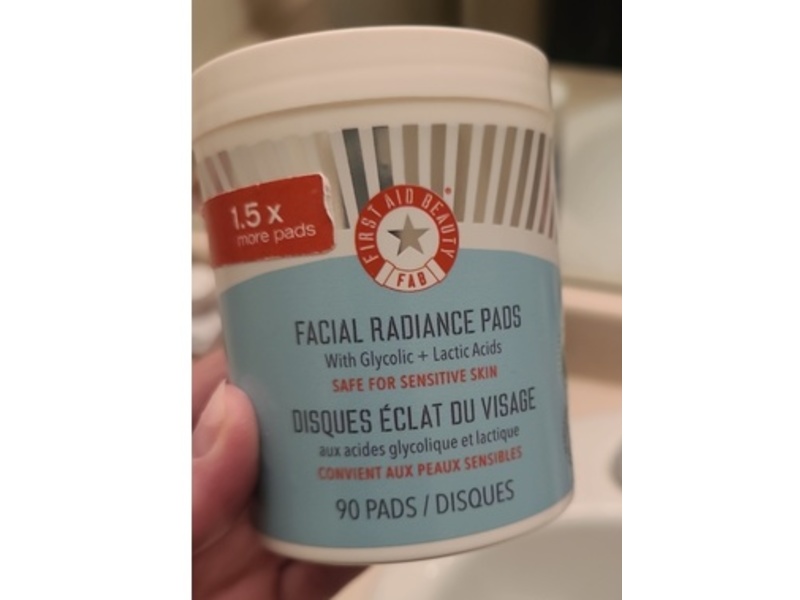 1.5 x
more pads
FIRST AID BEAUTY®
FAB
FACIAL RADIANCE PADS
With Glycolic + Lactic Acids
SAFE FOR SENSITIVE SKIN
DISQUES ÉCLAT DU VISAGE
aux acides glycolique et lactique
CONVIENT AUX PEAUX SENSIBLES
90 PADS / DISQUES